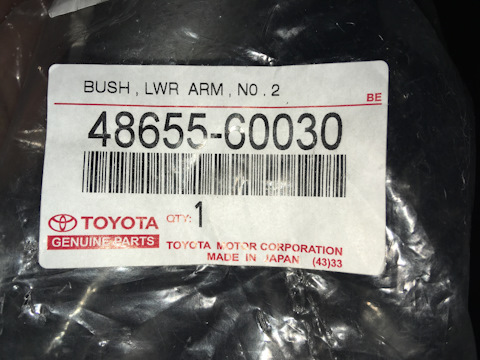 BUSH, LWR ARM, NO. 2
BE
48655-60030
TOYOTA
GENUINE PARTS
QTY: 1
TOYOTA MOTOR CORPORATION
MADE IN JAPAN (43)33